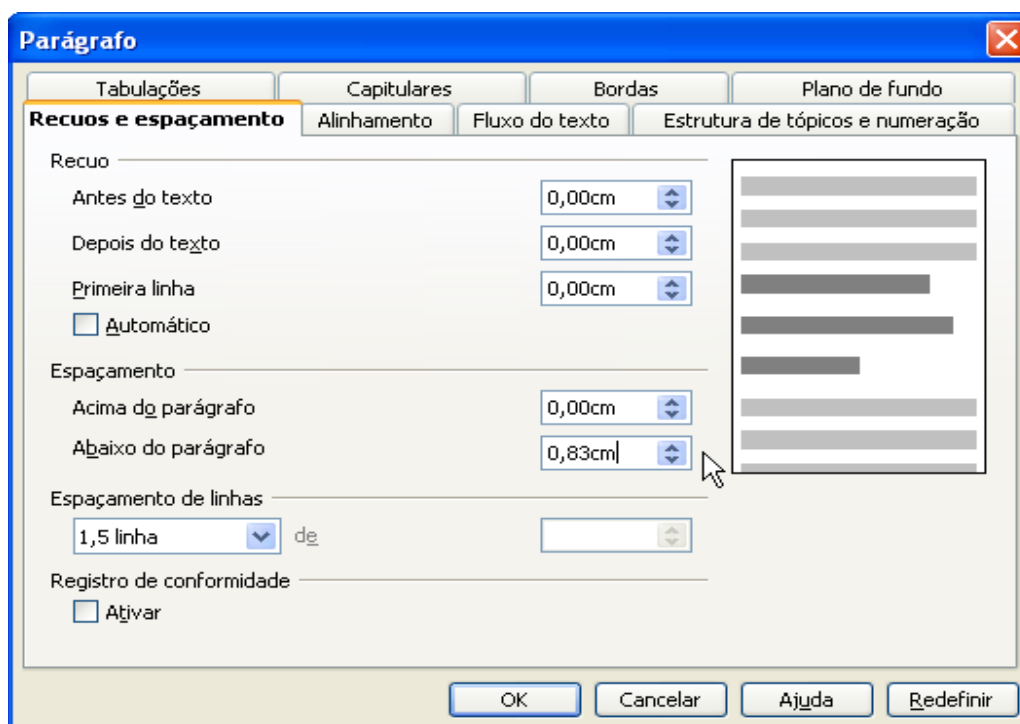 Parágrafo
Tabulações Capitulares Bordas Plano de fundo
Recuos e espaçamento Alinhamento Fluxo do texto Estrutura de tópicos e numeração
Recuo
Antes do texto 0,00cm
Depois do texto 0,00cm
Primeira linha 0,00cm
Automático
Espaçamento
Acima do parágrafo 0,00cm
Abaixo do parágrafo 0,83cm
Espaçamento de linhas
1,5 linha de
Registro de conformidade
Ativar
OK Cancelar Ajuda Redefinir